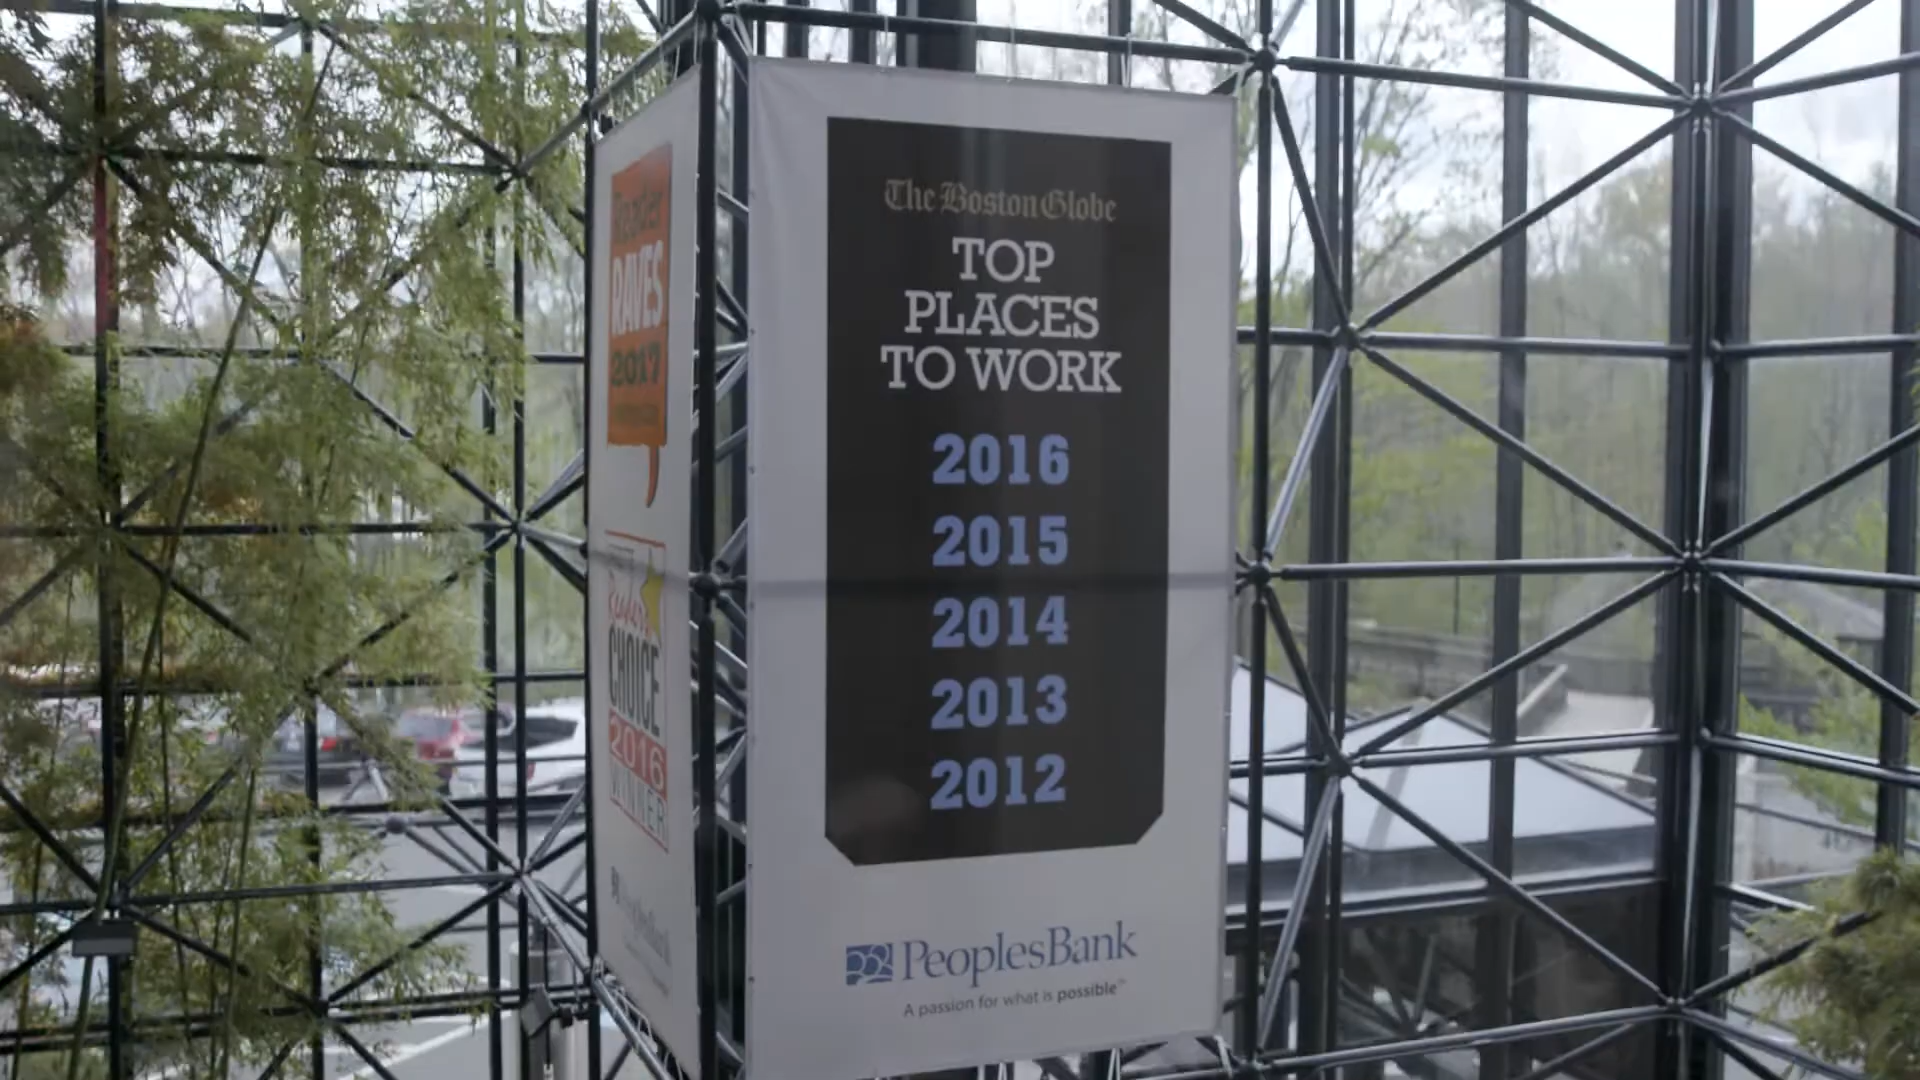 Reader
RAVES
2017
Readers'
CHOICE
2016
WINNER
The Boston Globe
TOP
PLACES
TO WORK
2016
2015
2014
2013
2012
PeoplesBank
A passion for what is possible